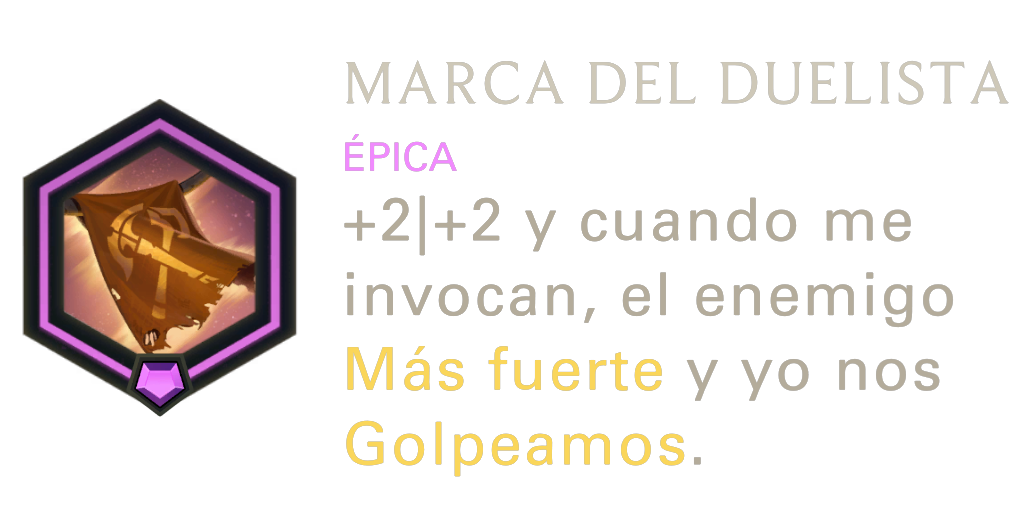 MARCA DEL DUELISTA
ÉPICA
+2|+2 y cuando me
invocan, el enemigo
Más fuerte y yo nos
Golpeamos.